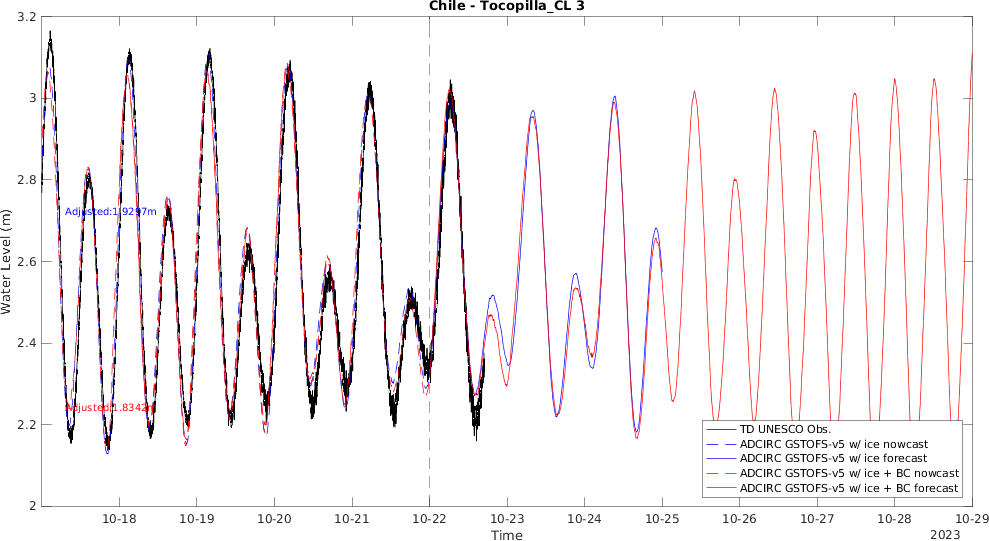 Chile - Tocopilla_CL 3
3.2
3
2.8
2.6
2.4
2.2
2
Water Level (m)
Adjusted:1.9297m
Adjusted:1.8342m
TD UNESCO Obs.
ADCIRC GSTOFS-v5 w/ ice nowcast
ADCIRC GSTOFS-v5 w/ ice forecast
ADCIRC GSTOFS-v5 w/ ice + BC nowcast
ADCIRC GSTOFS-v5 w/ ice + BC forecast
10-18 10-19 10-20 10-21 10-22 10-23 10-24 10-25 10-26 10-27 10-28 10-29
Time
2023